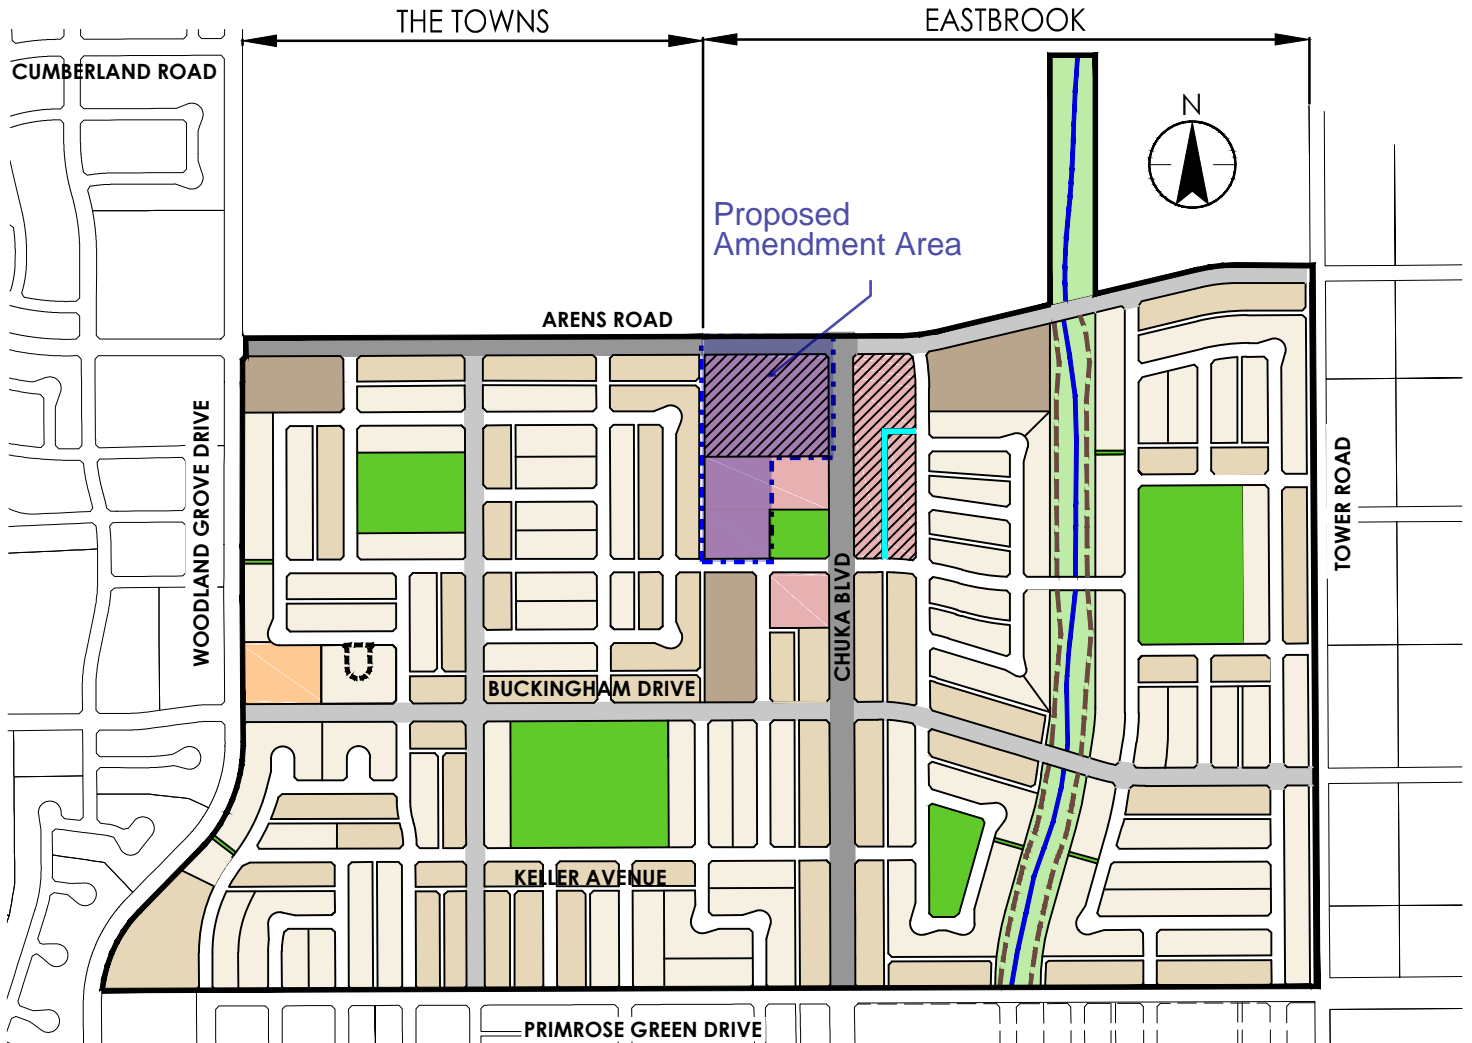 THE TOWNS
EASTBROOK
CUMBERLAND ROAD
N
Proposed
Amendment Area
ARENS ROAD
WOODLAND GROVE DRIVE
TOWER ROAD
CHUKA BLVD
BUCKINGHAM DRIVE
KELLER AVENUE
PRIMROSE GREEN DRIVE